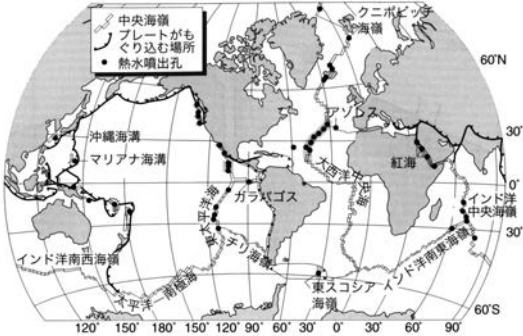 中央海嶺
プレートがも
ぐり込む場所
熱水噴出孔
クニポビッチ
海嶺
60°N
30°
0°
30°
60°S
アゾレス
沖縄海溝
マリアナ海溝
大西洋中央海
紅海
ガラパゴス
東太平洋海
チリ海嶺
インド洋
中央海嶺
インド洋南西海嶺
太平洋－南極海
東スコシア
海嶺
インド洋南東海嶺
120° 150° 180° 150° 120° 90° 60° 30° 0° 30° 60° 90°